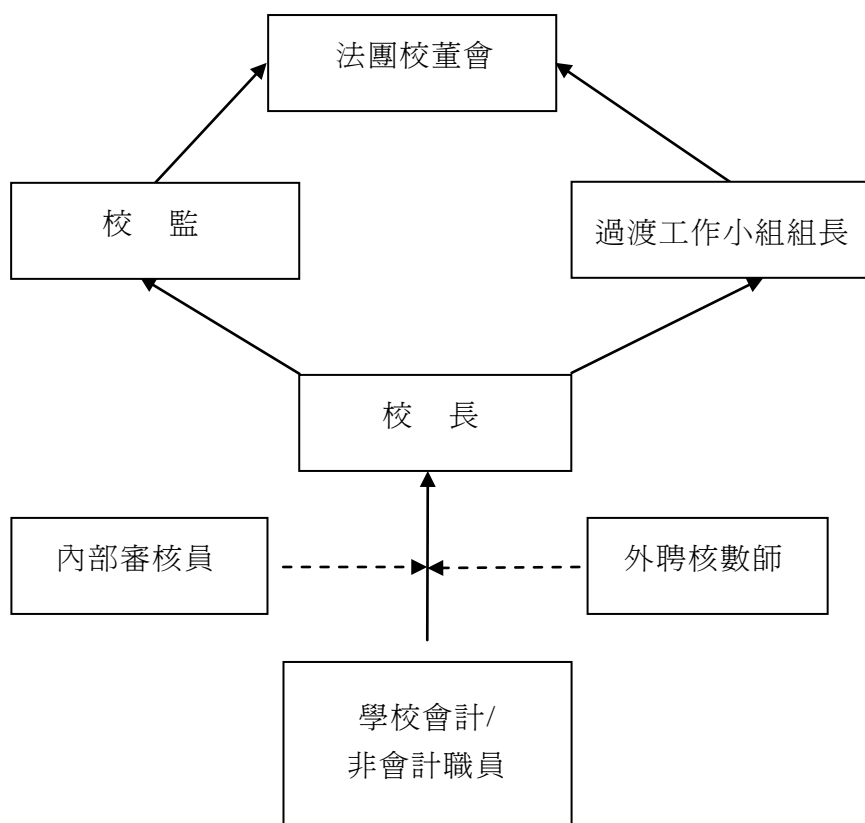 法團校董會
校 監
過渡工作小組組長
校 長
內部審核員
外聘核數師
學校會計/
非會計職員